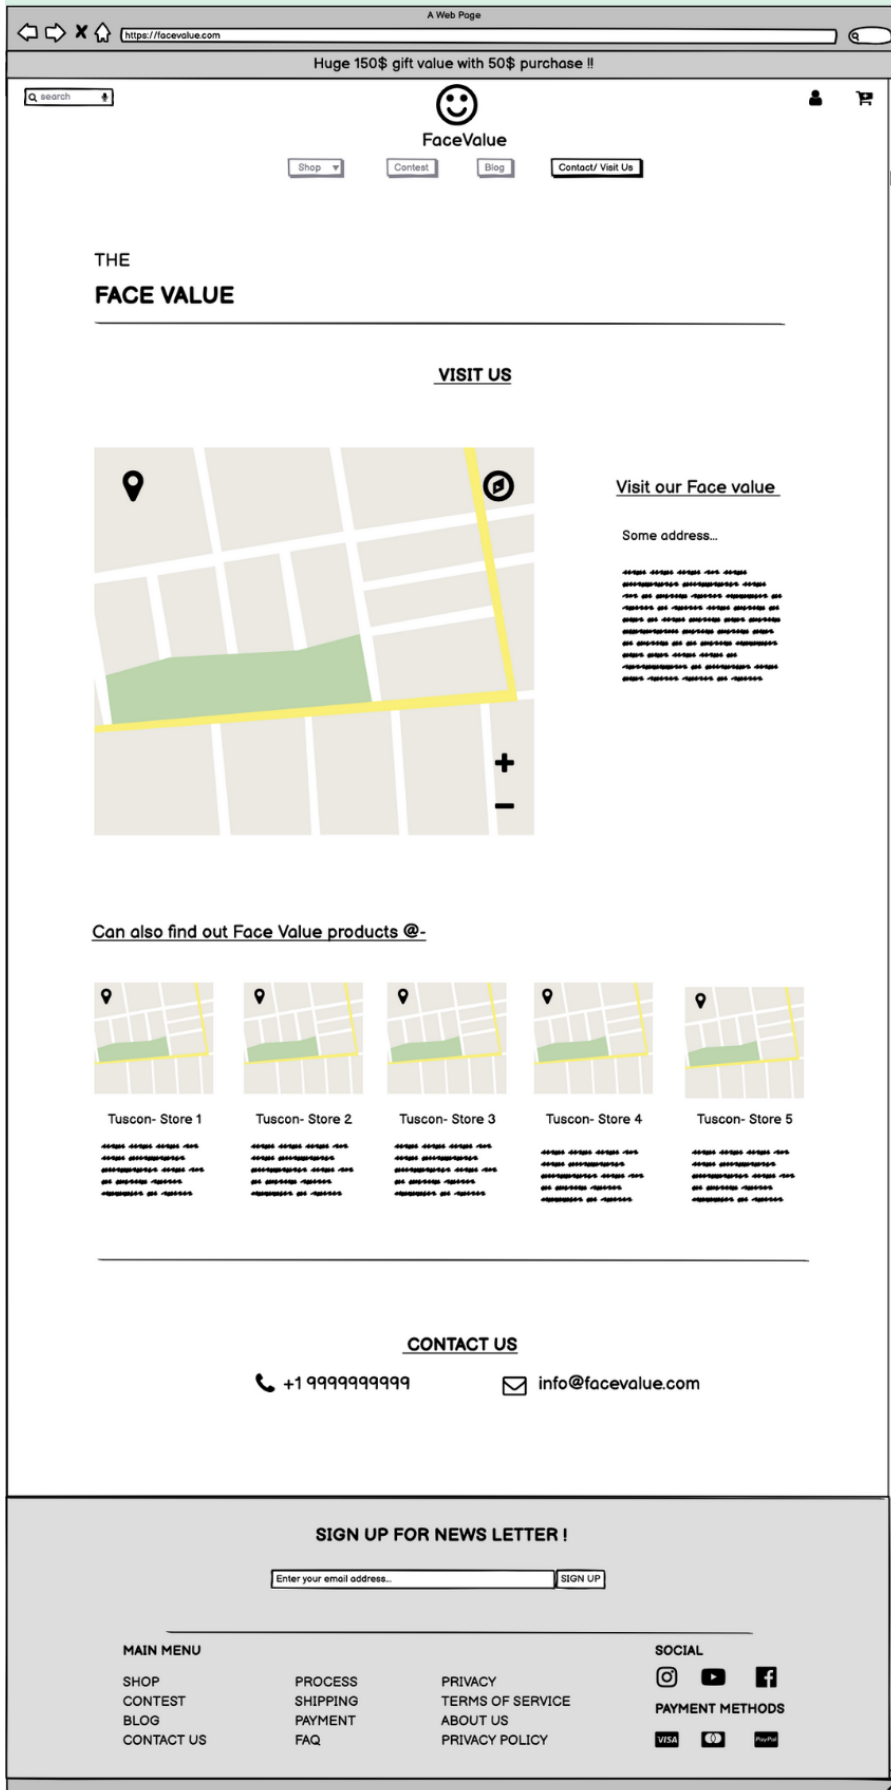 A Web Page
https://facevalue.com
Huge 150$ gift value with 50$ purchase !!
search
FaceValue
Shop
Contest
Blog
Contact/ Visit Us
THE
FACE VALUE
VISIT US
Visit our Face value
Some address...
Can also find out Face Value products @-
Tuscon- Store 1
Tuscon- Store 2
Tuscon- Store 3
Tuscon- Store 4
Tuscon- Store 5
CONTACT US
+1 9999999999
info@facevalue.com
SIGN UP FOR NEWS LETTER !
Enter your email address...
SIGN UP
MAIN MENU
SHOP
CONTEST
BLOG
CONTACT US
PROCESS
SHIPPING
PAYMENT
FAQ
PRIVACY
TERMS OF SERVICE
ABOUT US
PRIVACY POLICY
SOCIAL
PAYMENT METHODS
VISA
PayPal